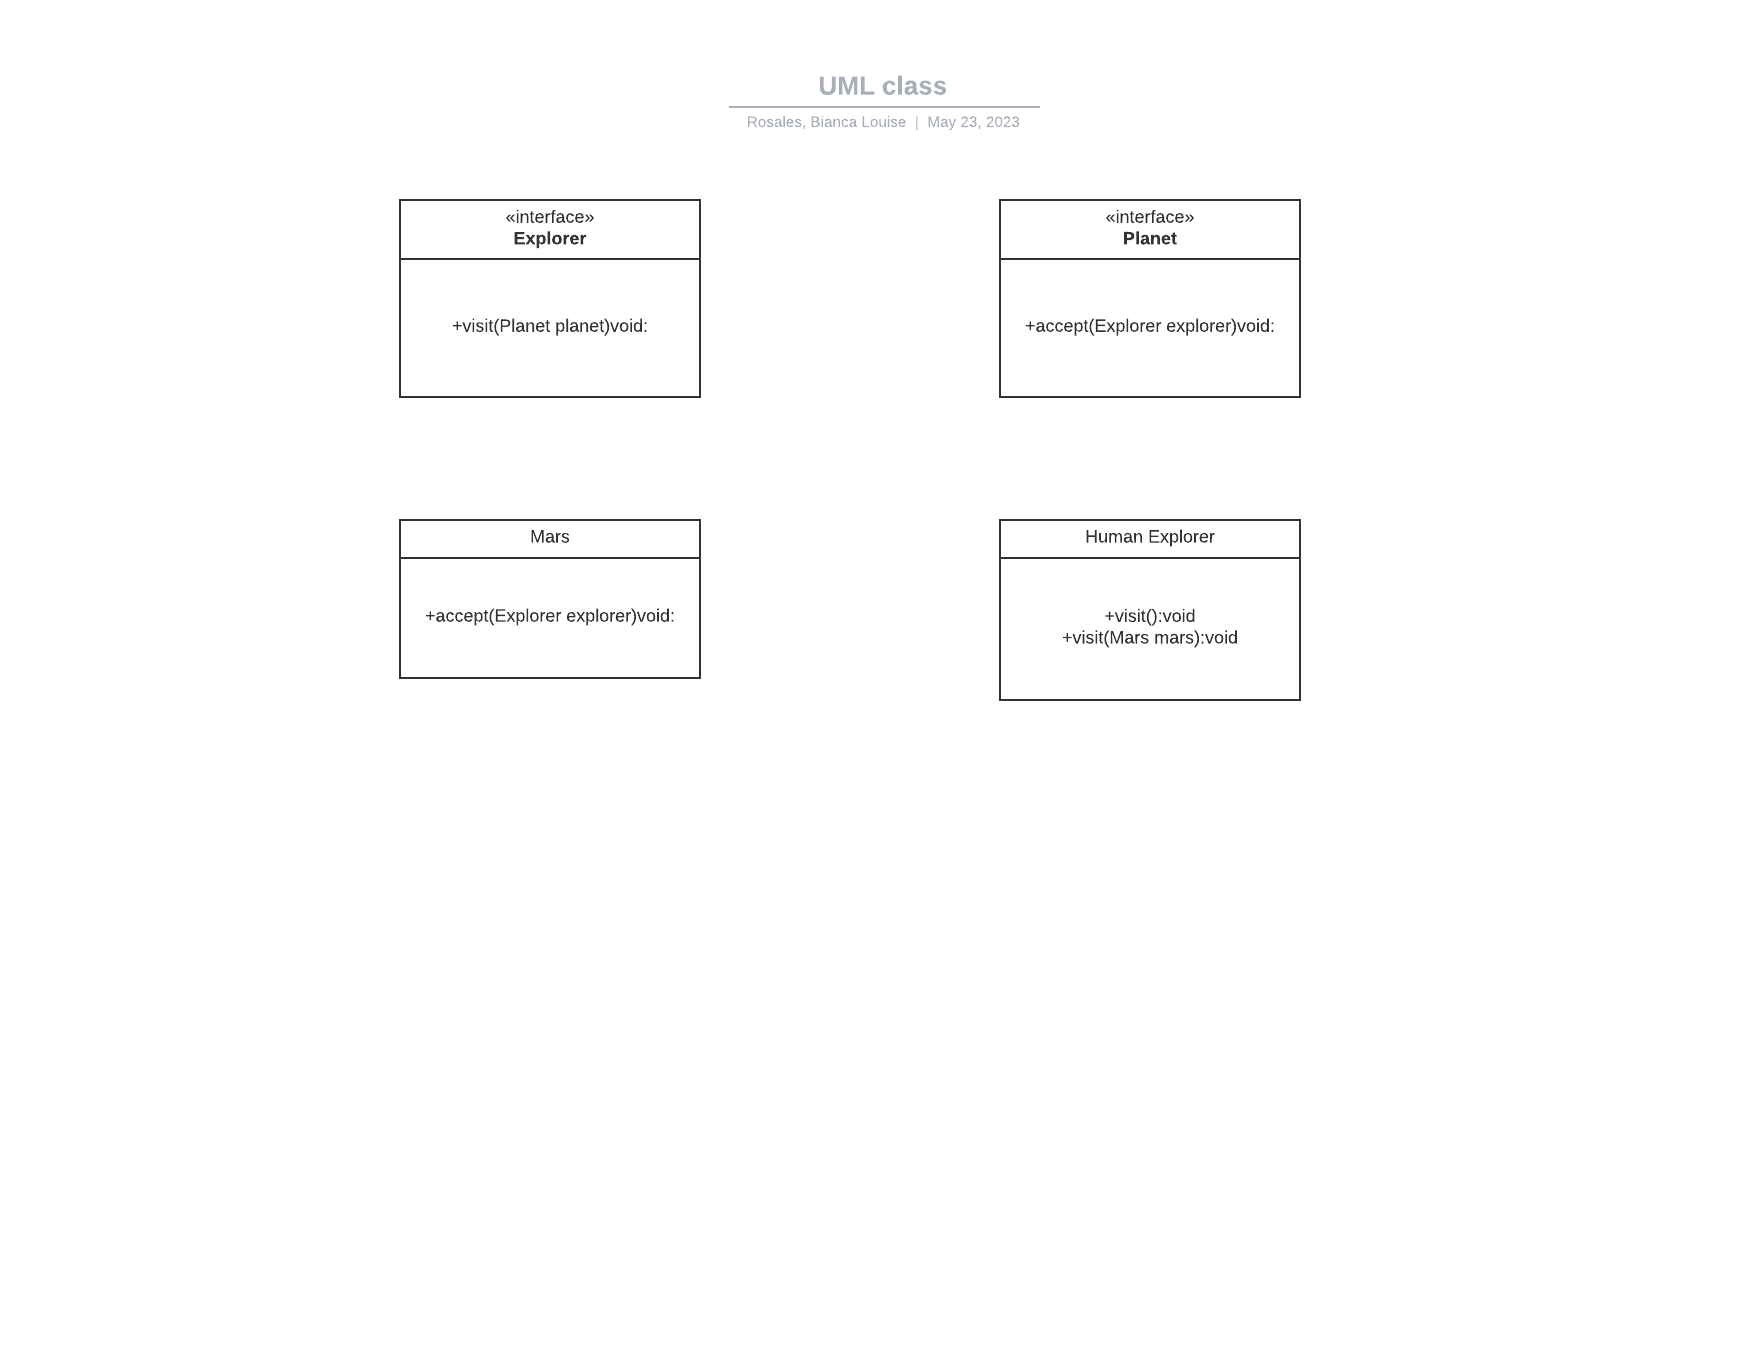 UML class
Rosales, Bianca Louise | May 23, 2023
«interface»
Explorer
+visit(Planet planet)void:
«interface»
Planet
+accept(Explorer explorer)void:
Mars
+accept(Explorer explorer)void:
Human Explorer
+visit():void
+visit(Mars mars):void